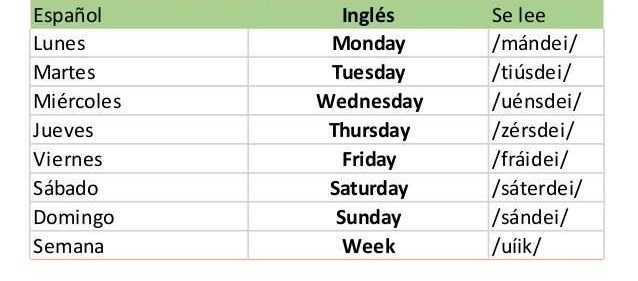 Español Inglés Se lee
Lunes Monday /mándei/
Martes Tuesday /tiúsdei/
Miércoles Wednesday /uénsdei/
Jueves Thursday /zérsdei/
Viernes Friday /fráidei/
Sábado Saturday /sáterdei/
Domingo Sunday /sándei/
Semana Week /uíik/